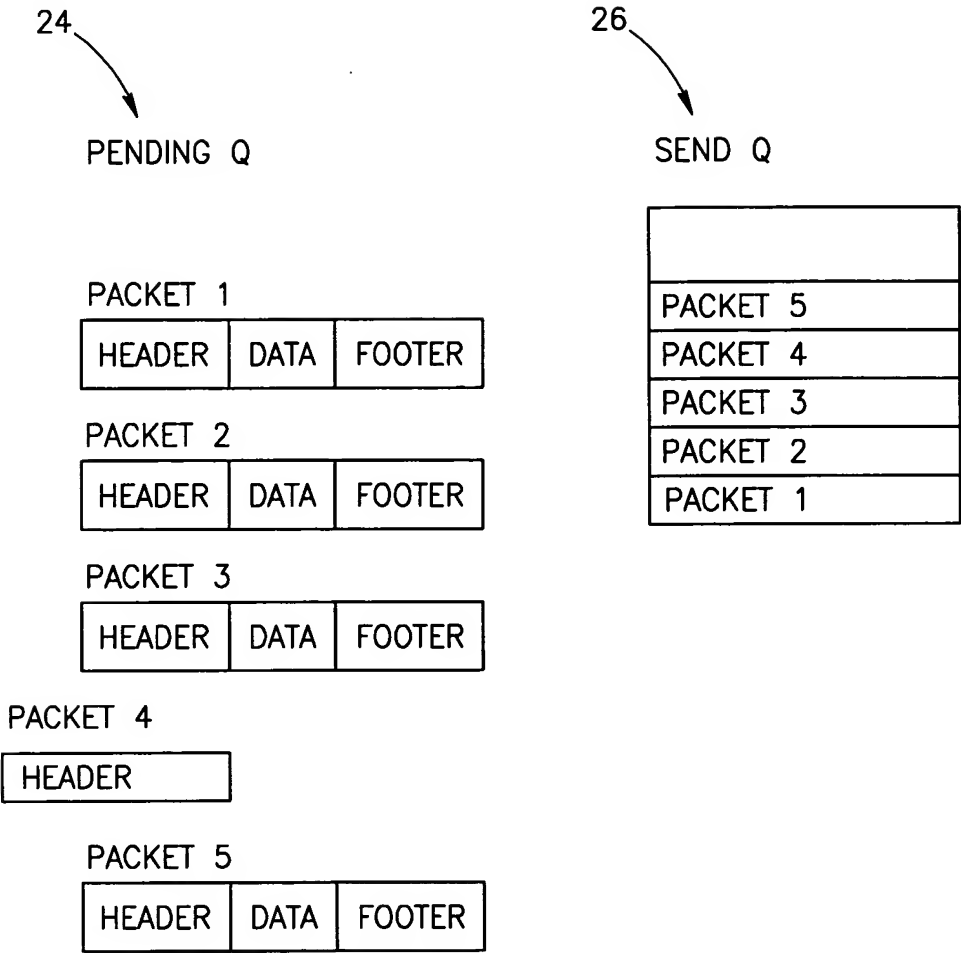 24
PENDING Q
PACKET 1
HEADER DATA FOOTER
PACKET 2
HEADER DATA FOOTER
PACKET 3
HEADER DATA FOOTER
PACKET 4
HEADER
PACKET 5
HEADER DATA FOOTER
26
SEND Q
PACKET 5
PACKET 4
PACKET 3
PACKET 2
PACKET 1